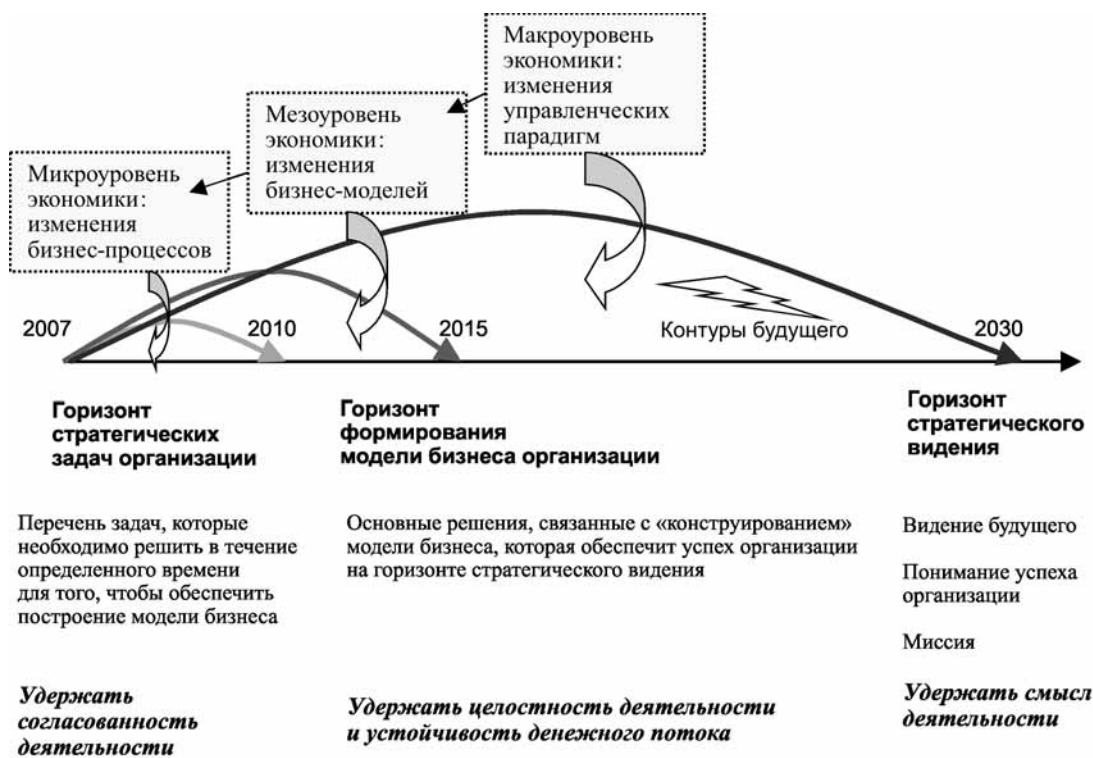 Макроуровень
экономики:
изменения
управленческих
парадигм
Мезоуровень
экономики:
изменения
бизнес-моделей
Микроуровень
экономики:
изменения
бизнес-процессов
2007
2010
2015
Контуры будущего
2030
Горизонт
стратегических
задач организации
Горизонт
формирования
модели бизнеса организации
Горизонт
стратегического
видения
Перечень задач, которые
необходимо решить в течение
определенного времени
для того, чтобы обеспечить
построение модели бизнеса
Основные решения, связанные с «конструированием»
модели бизнеса, которая обеспечит успех организации
на горизонте стратегического видения
Видение будущего
Понимание успеха
организации
Миссия
Удержать
согласованность
деятельности
Удержать целостность деятельности
и устойчивость денежного потока
Удержать смысл
деятельности